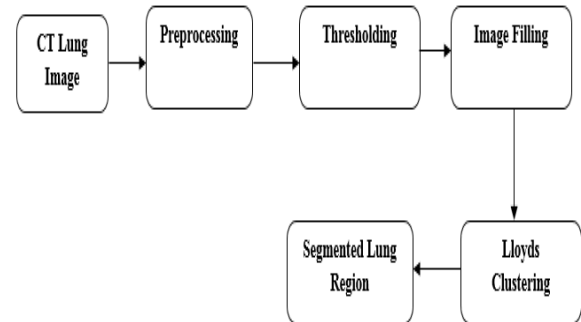 CT Lung
Image
Preprocessing
Thresholding
Image Filling
Lloyds
Clustering
Segmented Lung
Region